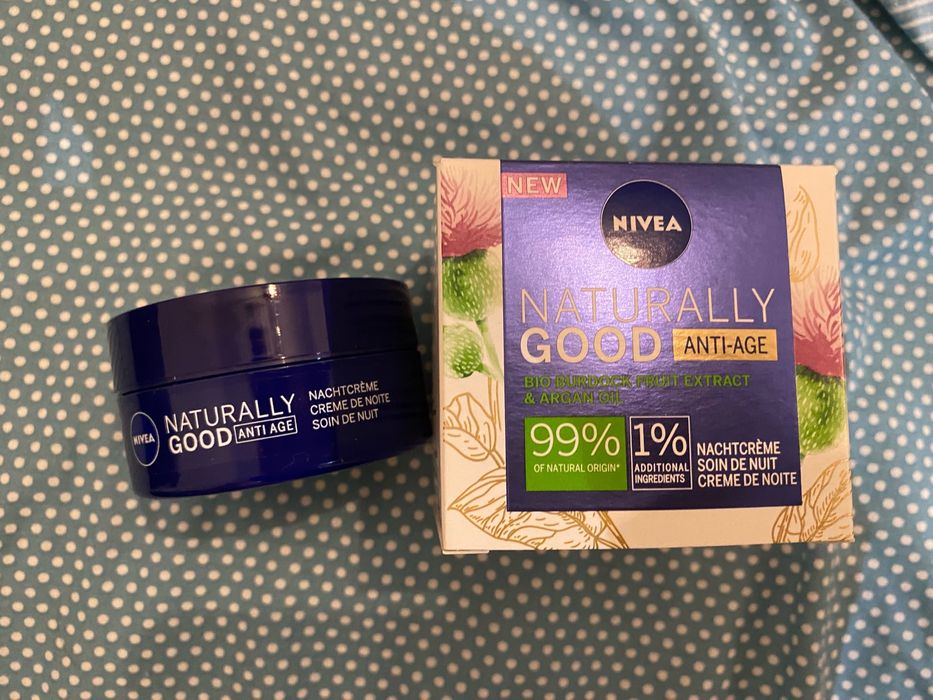 NIVEA
NATURALLY
GOOD ANTI AGE
NACHTCRÈME
CREME DE NOITE
SOIN DE NUIT
NEW
NIVEA
NATURALLY
GOOD ANTI-AGE
BIO BURDOCK FRUIT EXTRACT
& ARGAN OIL
99%
OF NATURAL ORIGIN*
1%
ADDITIONAL
INGREDIENTS
NACHTCRÈME
SOIN DE NUIT
CREME DE NOITE